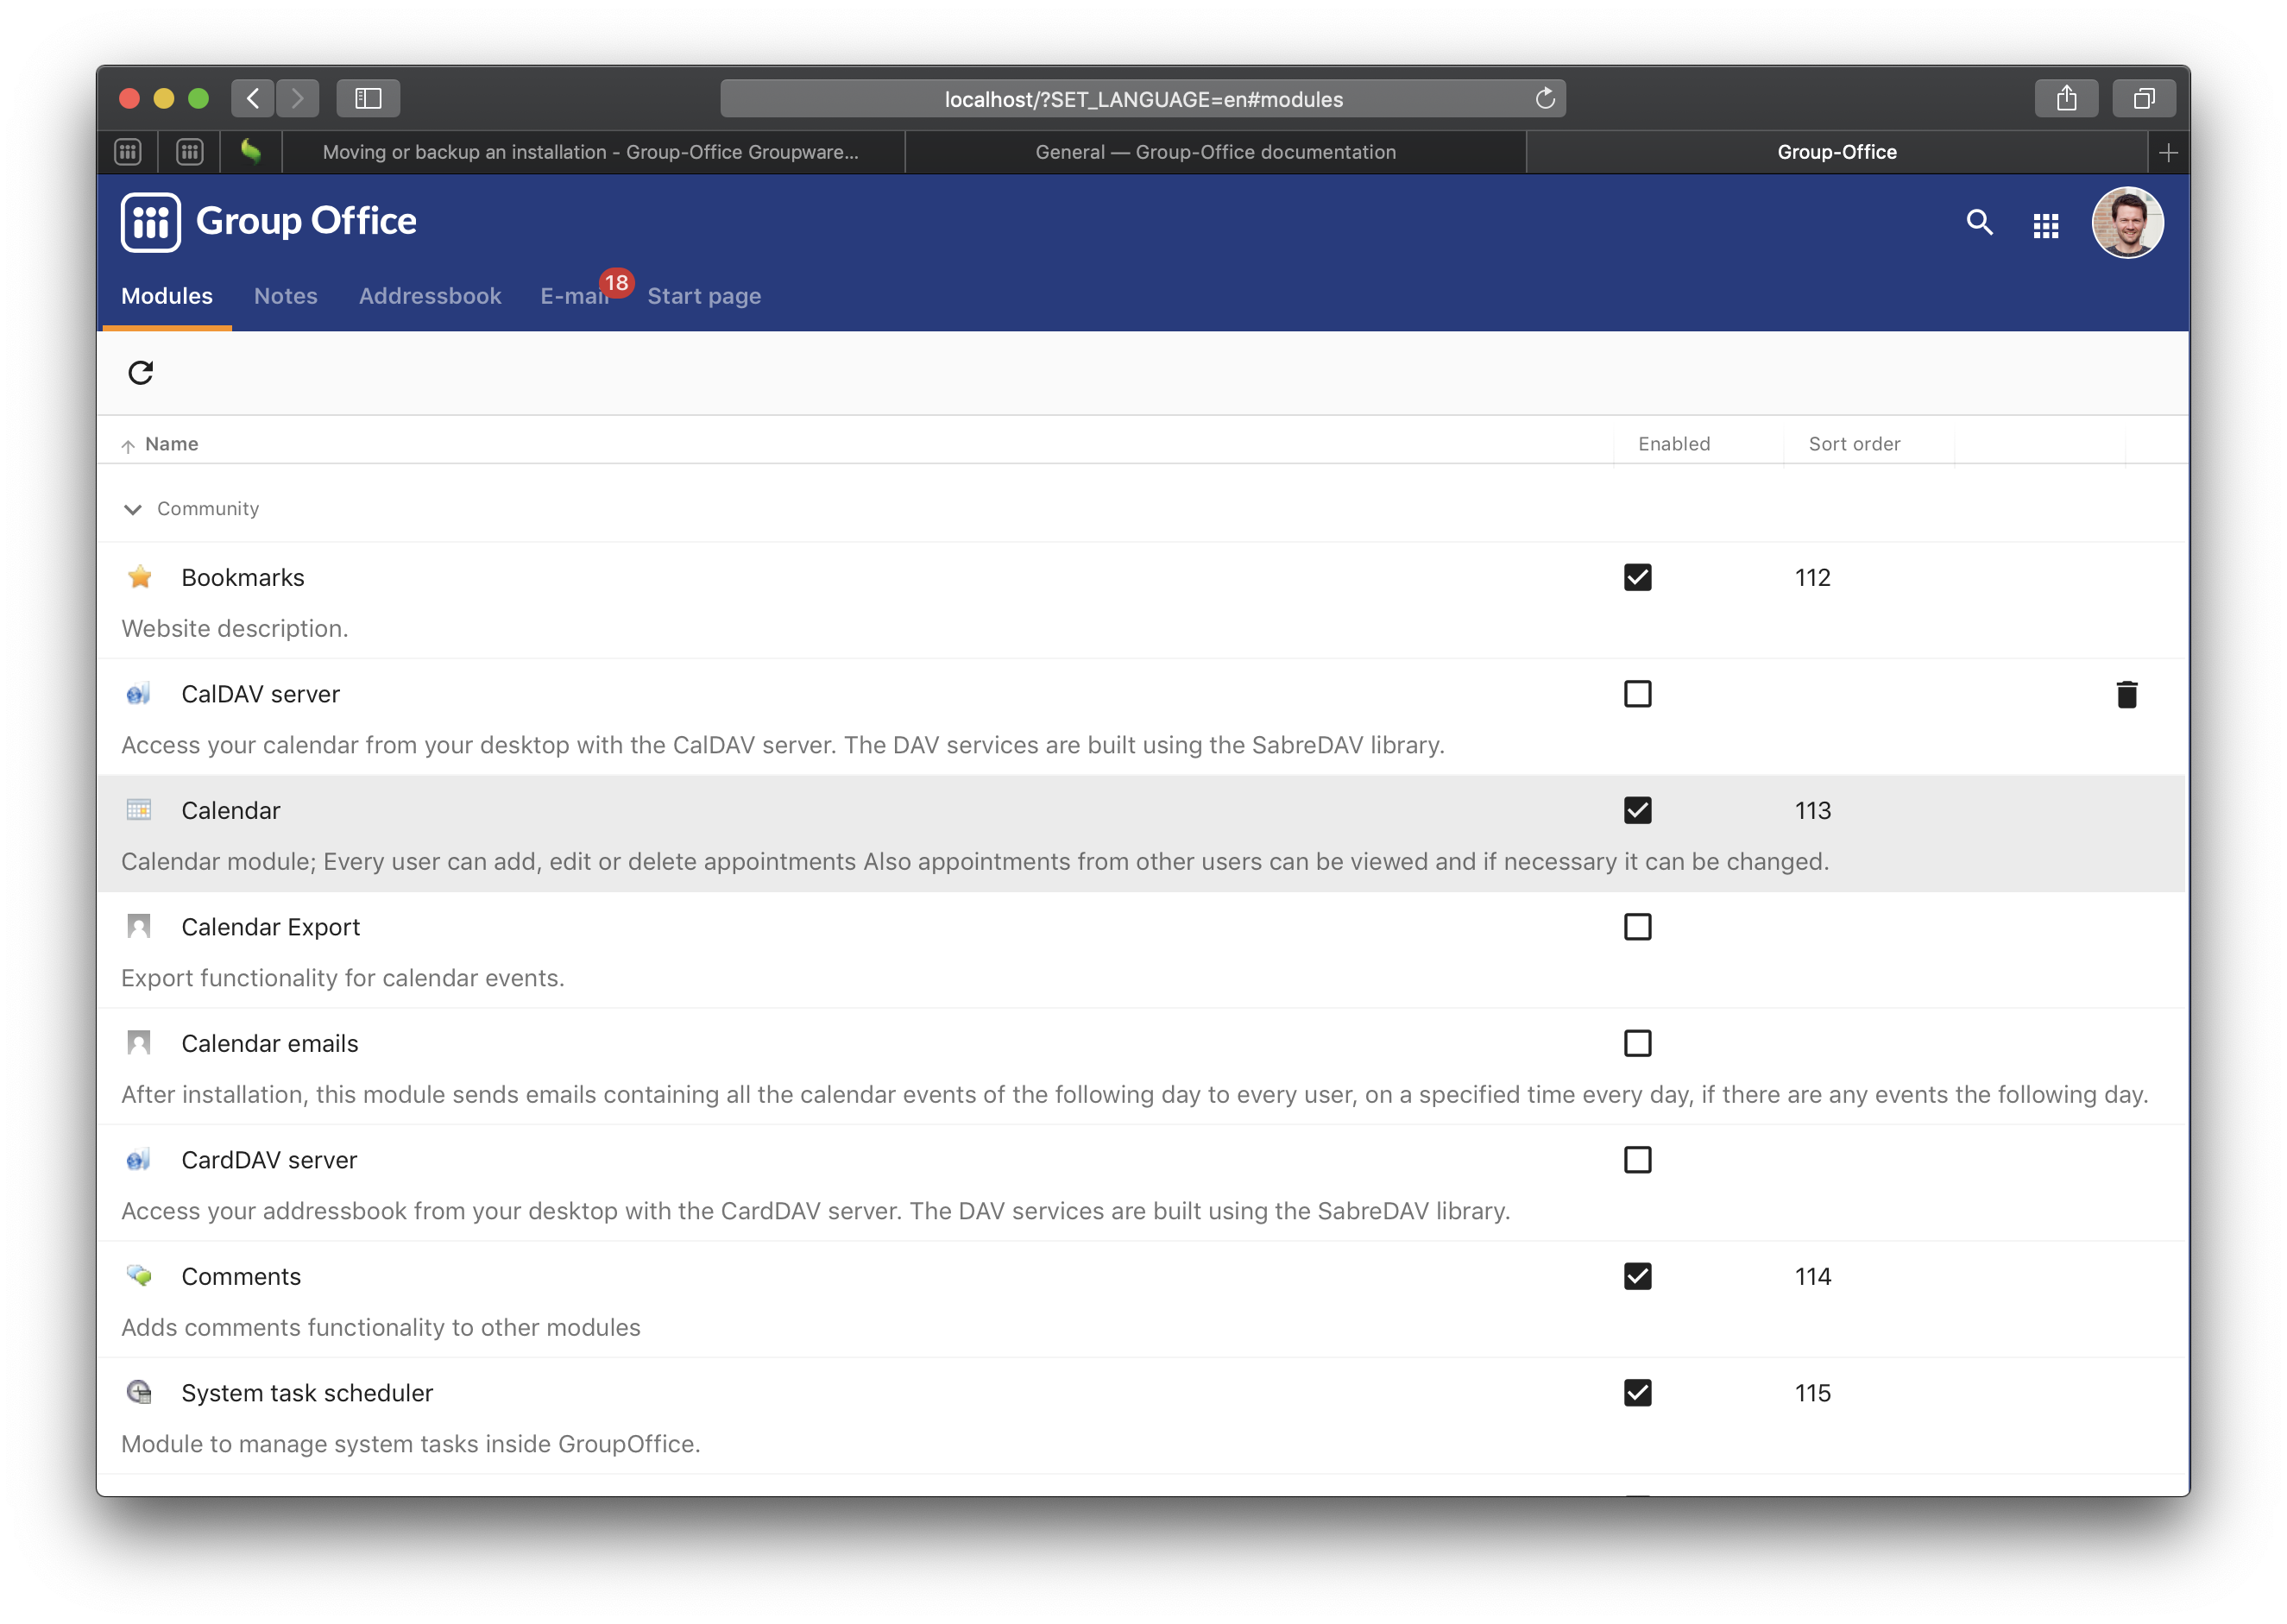 localhost/?SET_LANGUAGE=en#modules
Moving or backup an installation - Group-Office Groupware...
General — Group-Office documentation
Group-Office
Group Office
Modules
Notes
Addressbook
E-mail
18
Start page
Name
Enabled
Sort order
Community
Bookmarks
112
Website description.
CalDAV server
Access your calendar from your desktop with the CalDAV server. The DAV services are built using the SabreDAV library.
Calendar
113
Calendar module; Every user can add, edit or delete appointments Also appointments from other users can be viewed and if necessary it can be changed.
Calendar Export
Export functionality for calendar events.
Calendar emails
After installation, this module sends emails containing all the calendar events of the following day to every user, on a specified time every day, if there are any events the following day.
CardDAV server
Access your addressbook from your desktop with the CardDAV server. The DAV services are built using the SabreDAV library.
Comments
114
Adds comments functionality to other modules
System task scheduler
115
Module to manage system tasks inside GroupOffice.